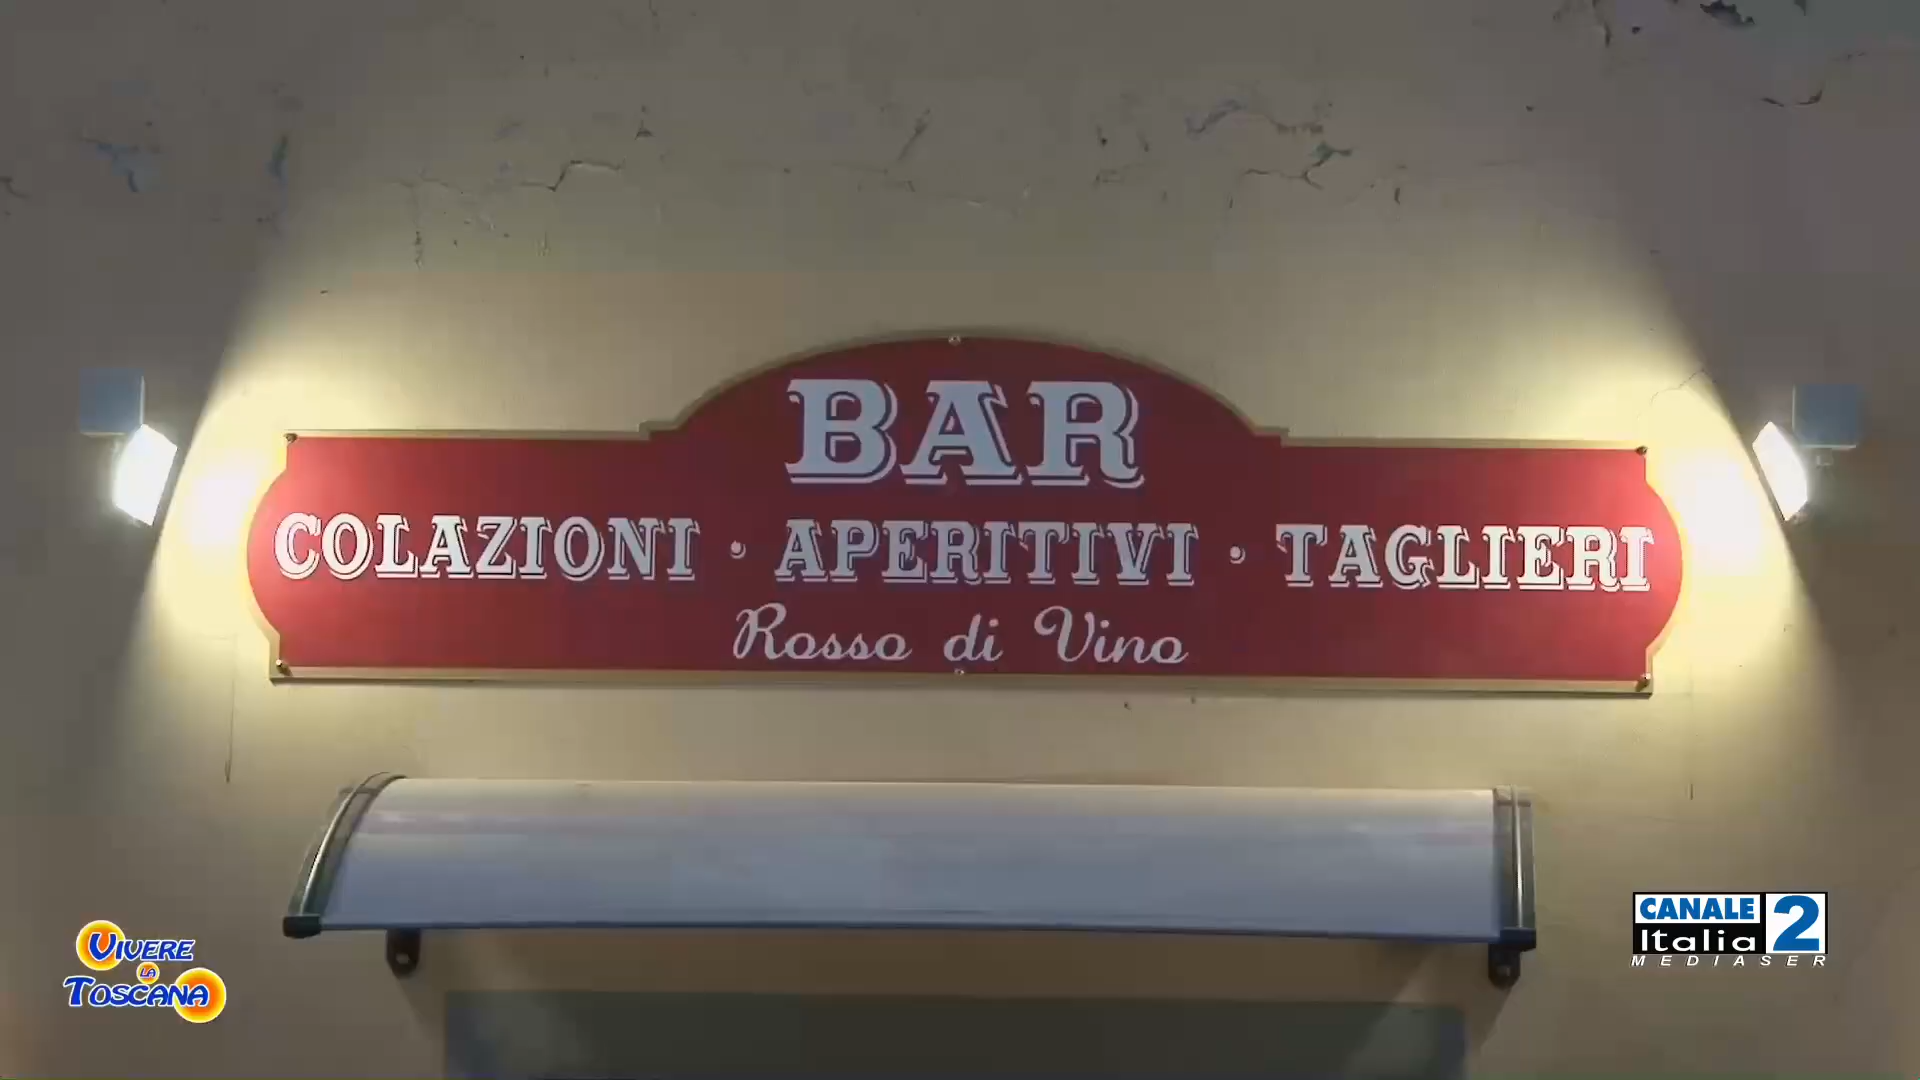 BAR
COLAZIONI · APERITIVI · TAGLIERI
Rosso di Vino
VIVERE
LA
TOSCANA
CANALE 2
Italia
MEDIASER